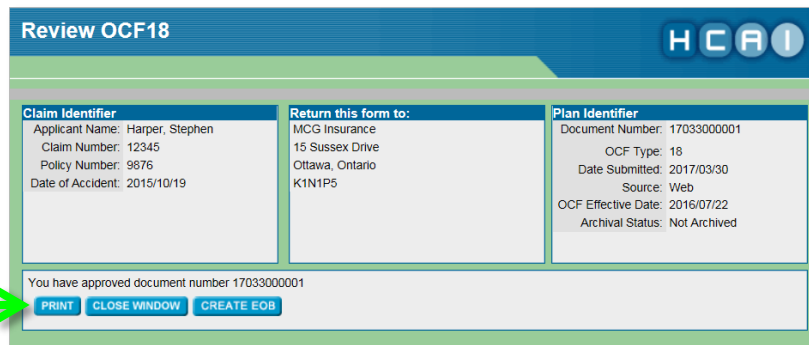 Review OCF18
HCAI
Claim Identifier
Applicant Name: Harper, Stephen
Claim Number: 12345
Policy Number: 9876
Date of Accident: 2015/10/19
Return this form to:
MCG Insurance
15 Sussex Drive
Ottawa, Ontario
K1N1P5
Plan Identifier
Document Number: 17033000001
OCF Type: 18
Date Submitted: 2017/03/30
Source: Web
OCF Effective Date: 2016/07/22
Archival Status: Not Archived
You have approved document number 17033000001
PRINT CLOSE WINDOW CREATE EOB